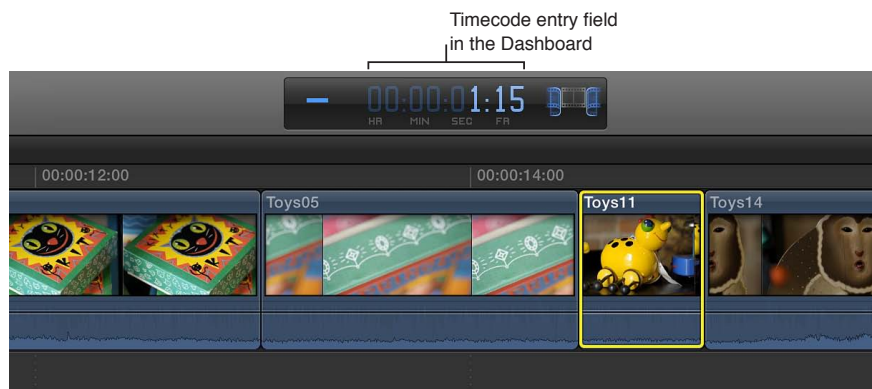 Timecode entry field
in the Dashboard
– 00:00:01:15
HR MIN SEC FR
00:00:12:00 00:00:14:00
Toys05 Toys11 Toys14